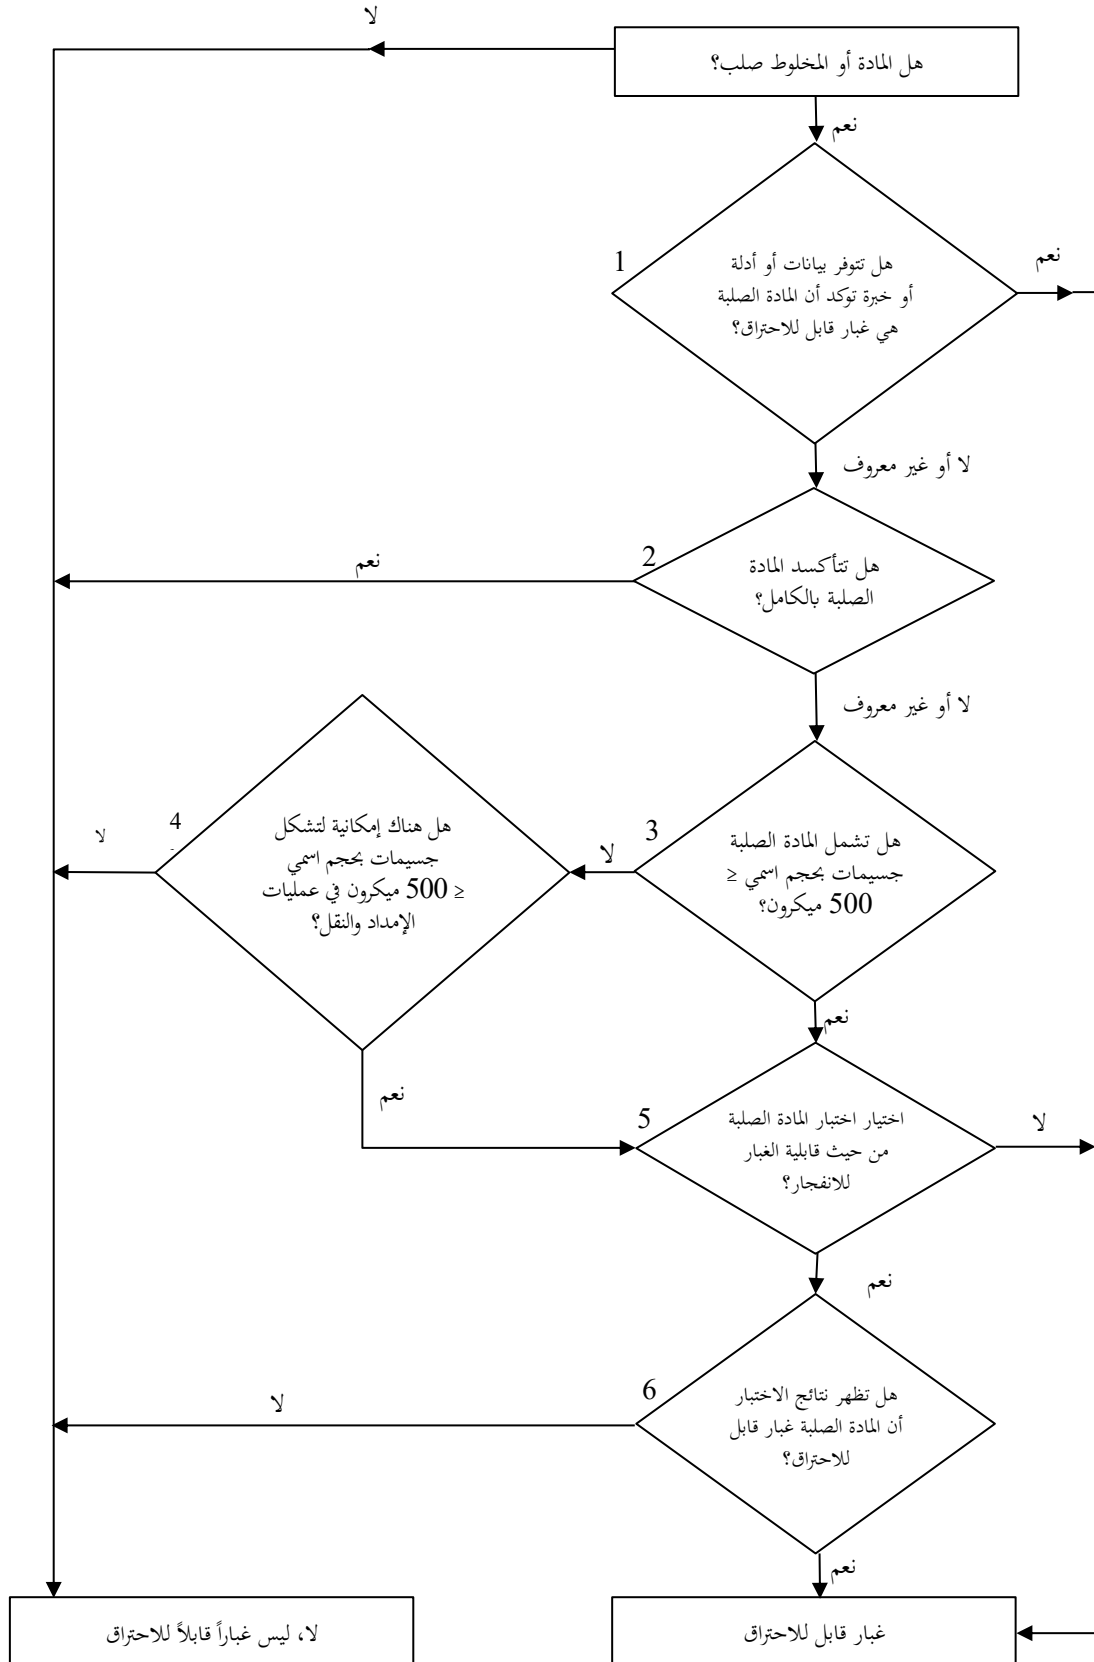 لا
هل المادة أو المخلوط صلب؟
نعم
1
هل تتوفر بيانات أو أدلة
أو خبرة توكد أن المادة الصلبة
هي غبار قابل للاحتراق؟
نعم
لا أو غير معروف
2
هل تتأكسد المادة
الصلبة بالكامل؟
نعم
لا أو غير معروف
3
هل تشمل المادة الصلبة
جسيمات بحجم اسمي ≥
500 ميكرون؟
لا
4
هل هناك إمكانية لتشكل
جسيمات بحجم اسمي
≤ 500 ميكرون في عمليات
الإمداد والنقل؟
لا
نعم
نعم
5
اختيار اختبار المادة الصلبة
من حيث قابلية الغبار
للانفجار؟
لا
نعم
6
هل تظهر نتائج الاختبار
أن المادة الصلبة غبار قابل
للاحتراق؟
لا
نعم
غبار قابل للاحتراق
لا، ليس غباراً قابلاً للاحتراق